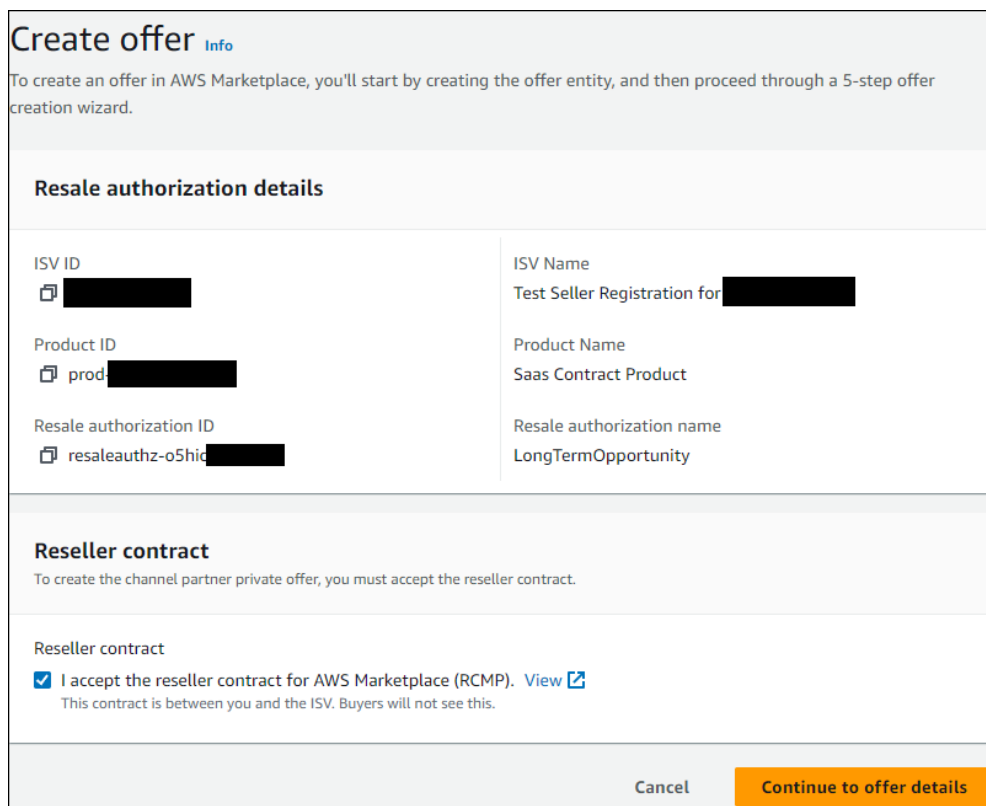 Create offer Info
To create an offer in AWS Marketplace, you'll start by creating the offer entity, and then proceed through a 5-step offer
creation wizard.
Resale authorization details
ISV ID
ISV Name
Test Seller Registration for
Product ID
prod-
Product Name
Saas Contract Product
Resale authorization ID
resaleauthz-o5hic
Resale authorization name
LongTermOpportunity
Reseller contract
To create the channel partner private offer, you must accept the reseller contract.
Reseller contract
I accept the reseller contract for AWS Marketplace (RCMP). View
This contract is between you and the ISV. Buyers will not see this.
Cancel
Continue to offer details